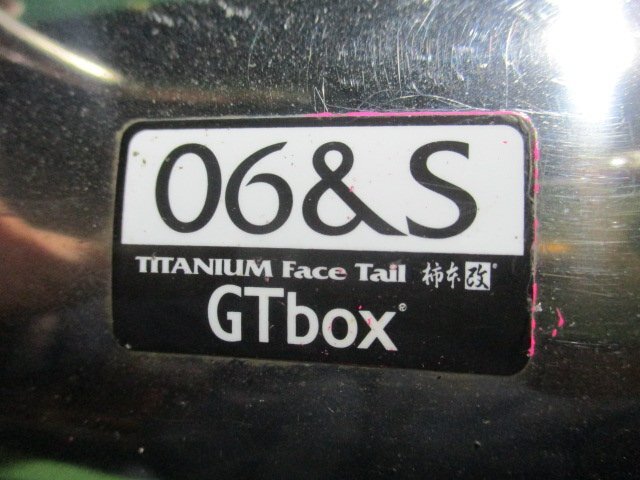 06&S
TITANIUM Face Tail 柿本改®
GTbox®